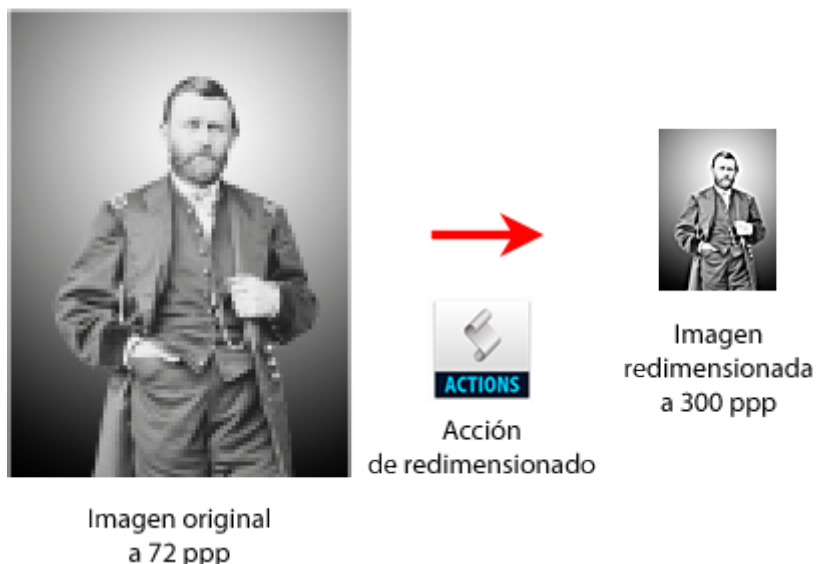 ACTIONS
Acción
de redimensionado
Imagen
redimensionada
a 300 ppp
Imagen original
a 72 ppp